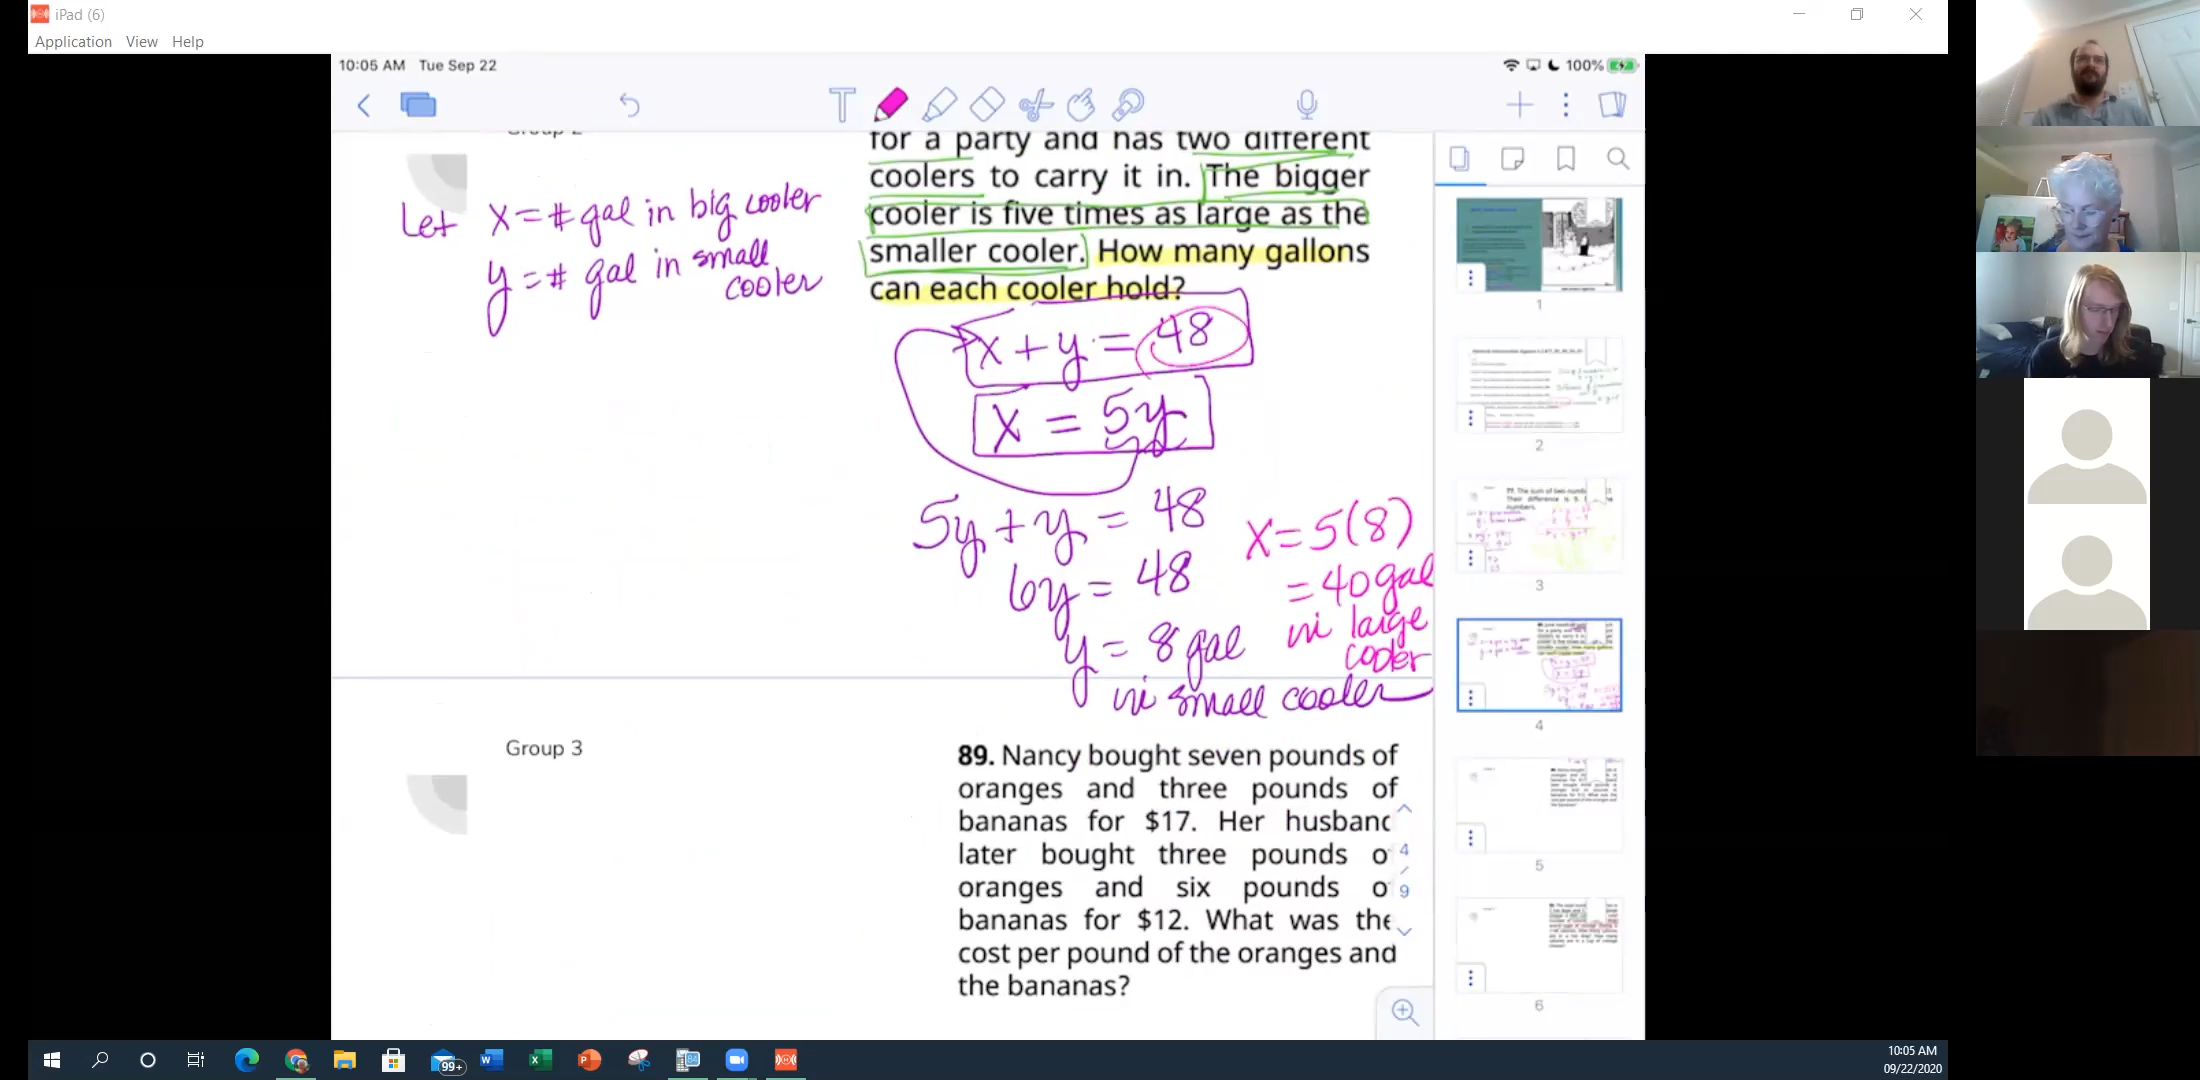 iPad (6)
Application View Help
10:05 AM Tue Sep 22
100%
T
Group 2
for a party and has two different
coolers to carry it in. The bigger
cooler is five times as large as the
smaller cooler. How many gallons
can each cooler hold?
Let x = # gal in big cooler
y = # gal in small
cooler
x + y = 48
x = 5y
5y + y = 48
6y = 48
y = 8 gal
in small cooler
x = 5(8)
= 40 gal
in large
cooler
Group 3
89. Nancy bought seven pounds of
oranges and three pounds of
bananas for $17. Her husband
later bought three pounds of
oranges and six pounds of
bananas for $12. What was the
cost per pound of the oranges and
the bananas?
4
/
9
1
2
3
4
5
6
99+
10:05 AM
09/22/2020